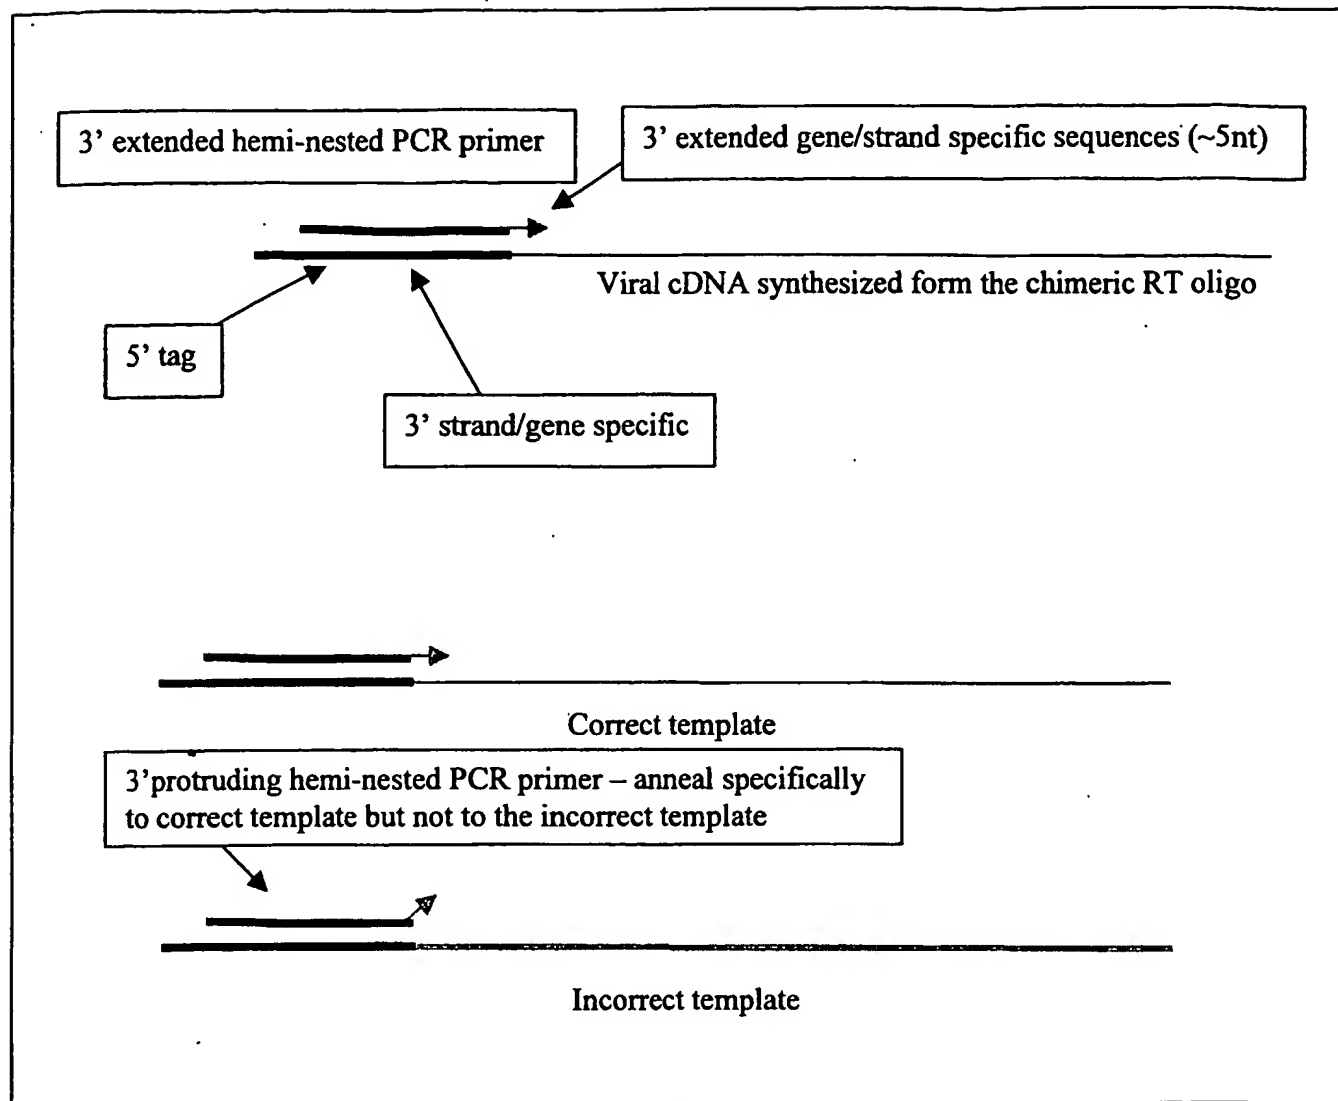 3’ extended hemi-nested PCR primer
3’ extended gene/strand specific sequences (~5nt)
Viral cDNA synthesized form the chimeric RT oligo
5’ tag
3’ strand/gene specific
Correct template
3’protruding hemi-nested PCR primer – anneal specifically
to correct template but not to the incorrect template
Incorrect template